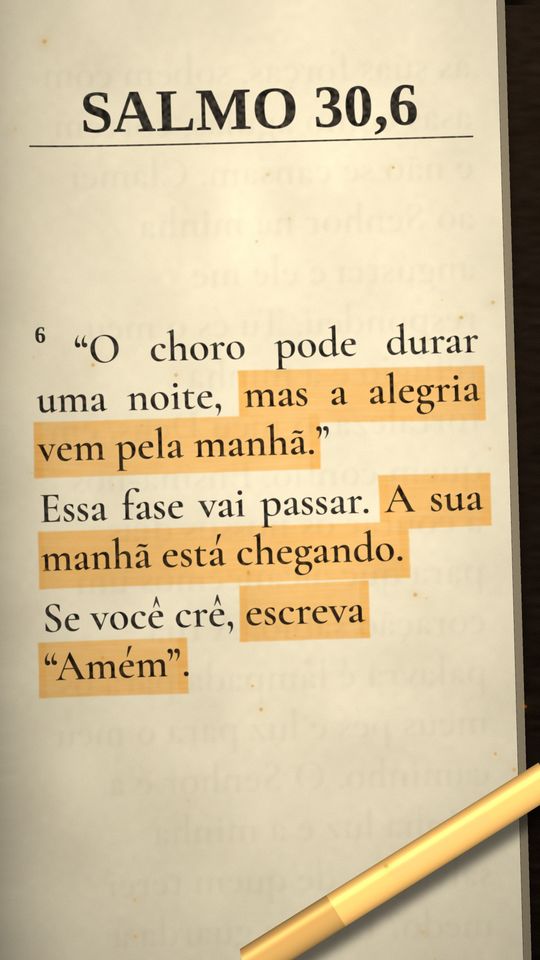 SALMO 30,6
6 “O choro pode durar
uma noite, mas a alegria
vem pela manhã.”
Essa fase vai passar. A sua
manhã está chegando.
Se você crê, escreva
“Amém”.